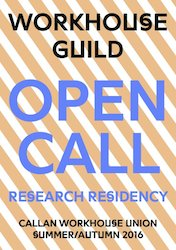 WORKHOUSE
GUILD
OPEN
CALL
RESEARCH RESIDENCY
CALLAN WORKHOUSE UNION
SUMMER/AUTUMN 2016